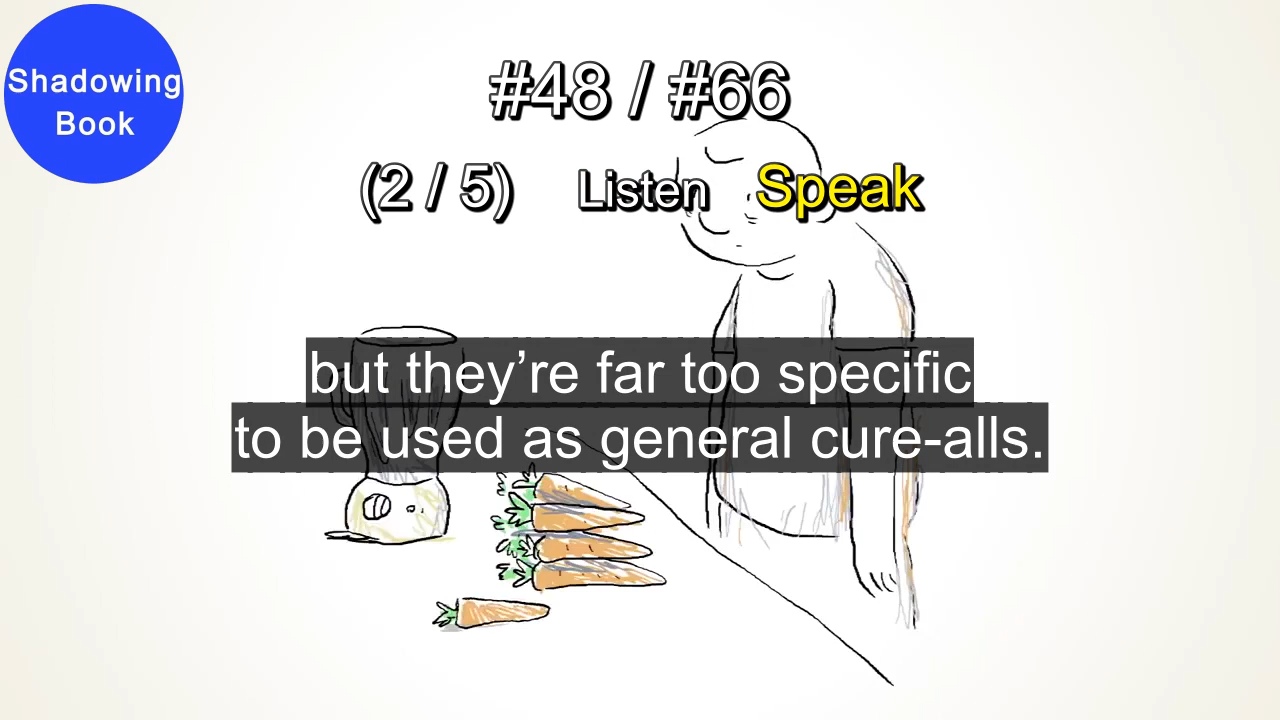 Shadowing
Book
#48 / #66
(2 / 5) Listen Speak
but they’re far too specific
to be used as general cure-alls.